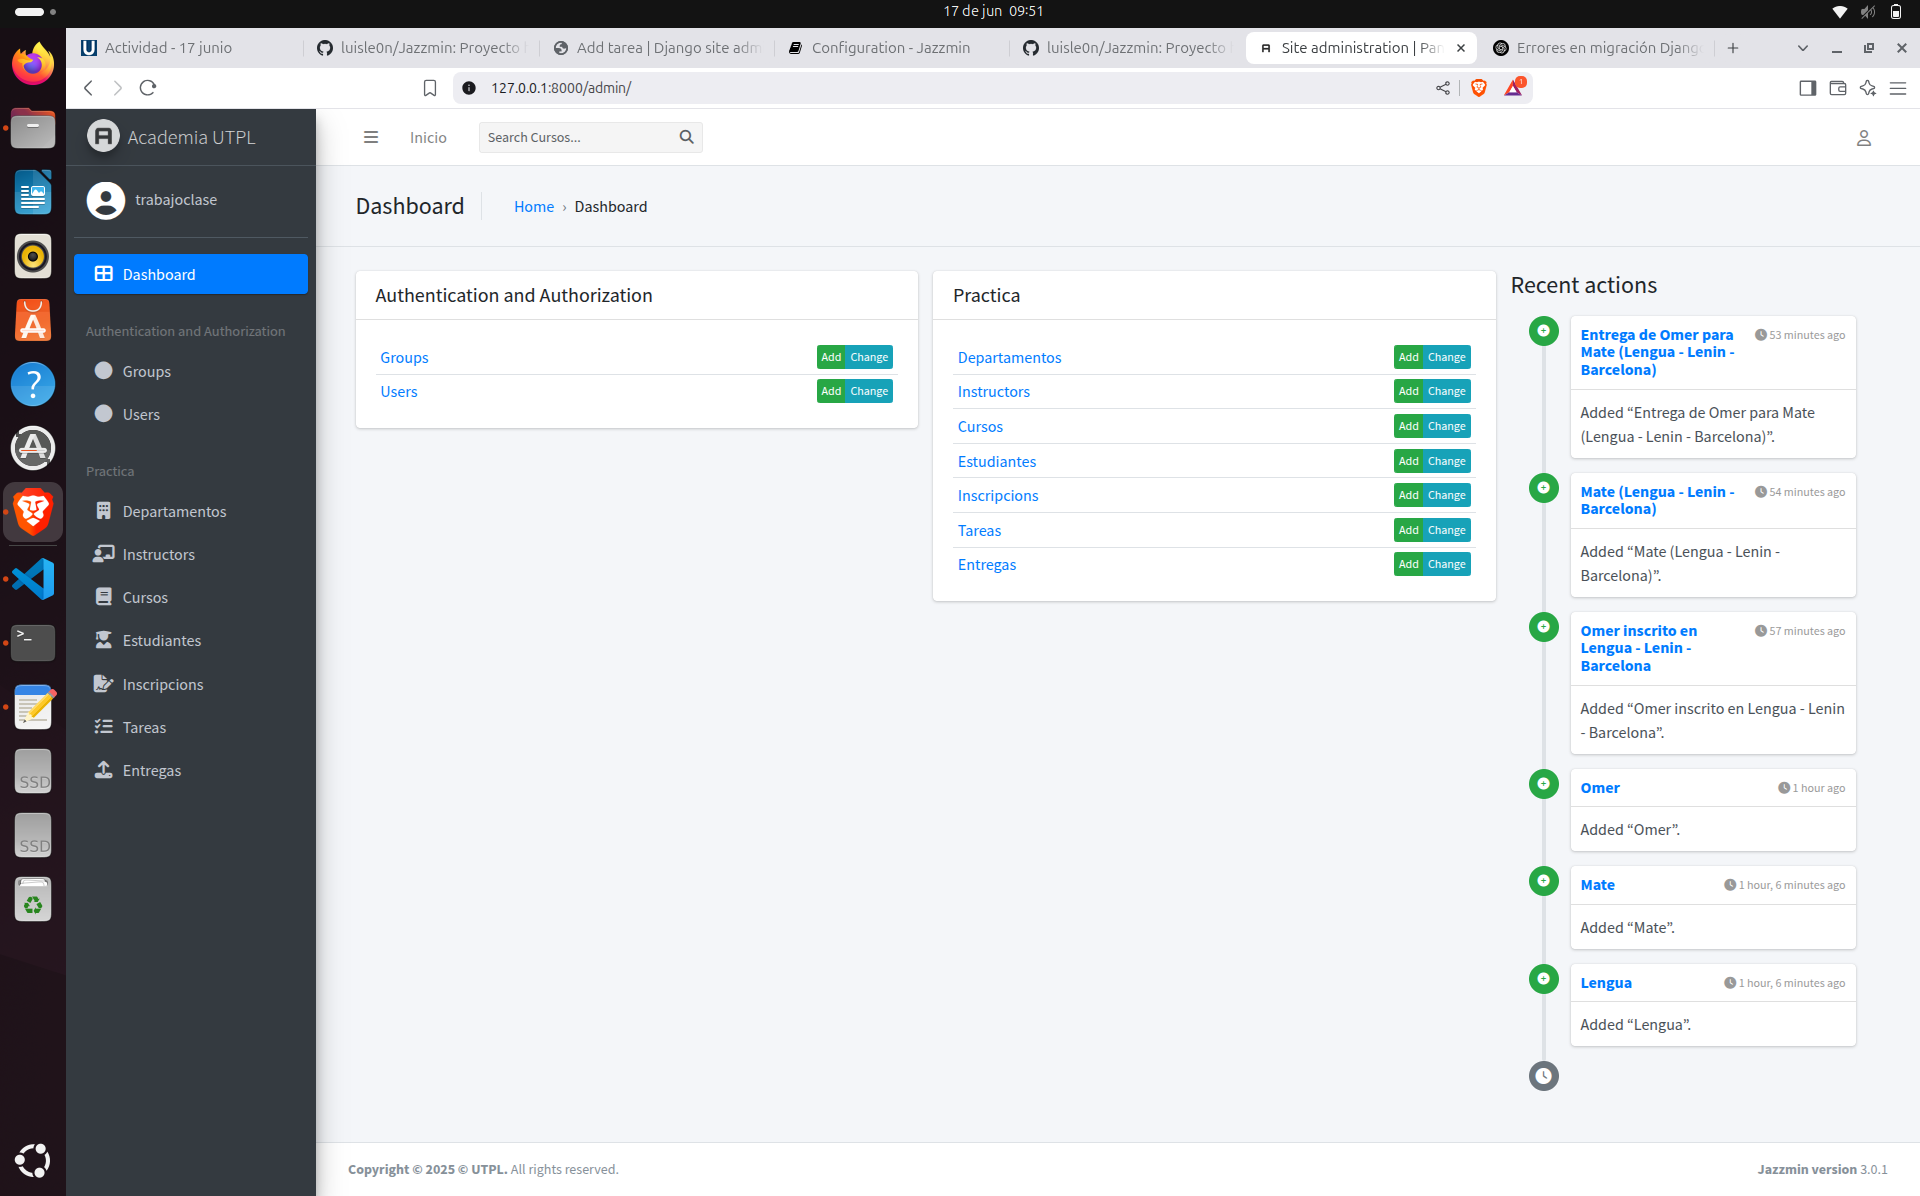 17 de jun 09:51
Actividad - 17 junio
luisle0n/Jazzmin: Proyecto
Add tarea | Django site adm
Configuration - Jazzmin
luisle0n/Jazzmin: Proyecto
Site administration | Pan
Errores en migración Djang
127.0.0.1:8000/admin/
1
Academia UTPL
Inicio
Search Cursos...
trabajoclase
Dashboard
Home › Dashboard
Dashboard
Authentication and Authorization
Groups
Users
Practica
Departamentos
Instructors
Cursos
Estudiantes
Inscripcions
Tareas
Entregas
Authentication and Authorization
Groups Add Change
Users Add Change
Practica
Departamentos Add Change
Instructors Add Change
Cursos Add Change
Estudiantes Add Change
Inscripcions Add Change
Tareas Add Change
Entregas Add Change
Recent actions
Entrega de Omer para 53 minutes ago
Mate (Lengua - Lenin -
Barcelona)
Added “Entrega de Omer para Mate
(Lengua - Lenin - Barcelona)”.
Mate (Lengua - Lenin - 54 minutes ago
Barcelona)
Added “Mate (Lengua - Lenin -
Barcelona)”.
Omer inscrito en 57 minutes ago
Lengua - Lenin -
Barcelona
Added “Omer inscrito en Lengua - Lenin
- Barcelona”.
Omer 1 hour ago
Added “Omer”.
Mate 1 hour, 6 minutes ago
Added “Mate”.
Lengua 1 hour, 6 minutes ago
Added “Lengua”.
SSD
SSD
Copyright © 2025 © UTPL. All rights reserved.
Jazzmin version 3.0.1